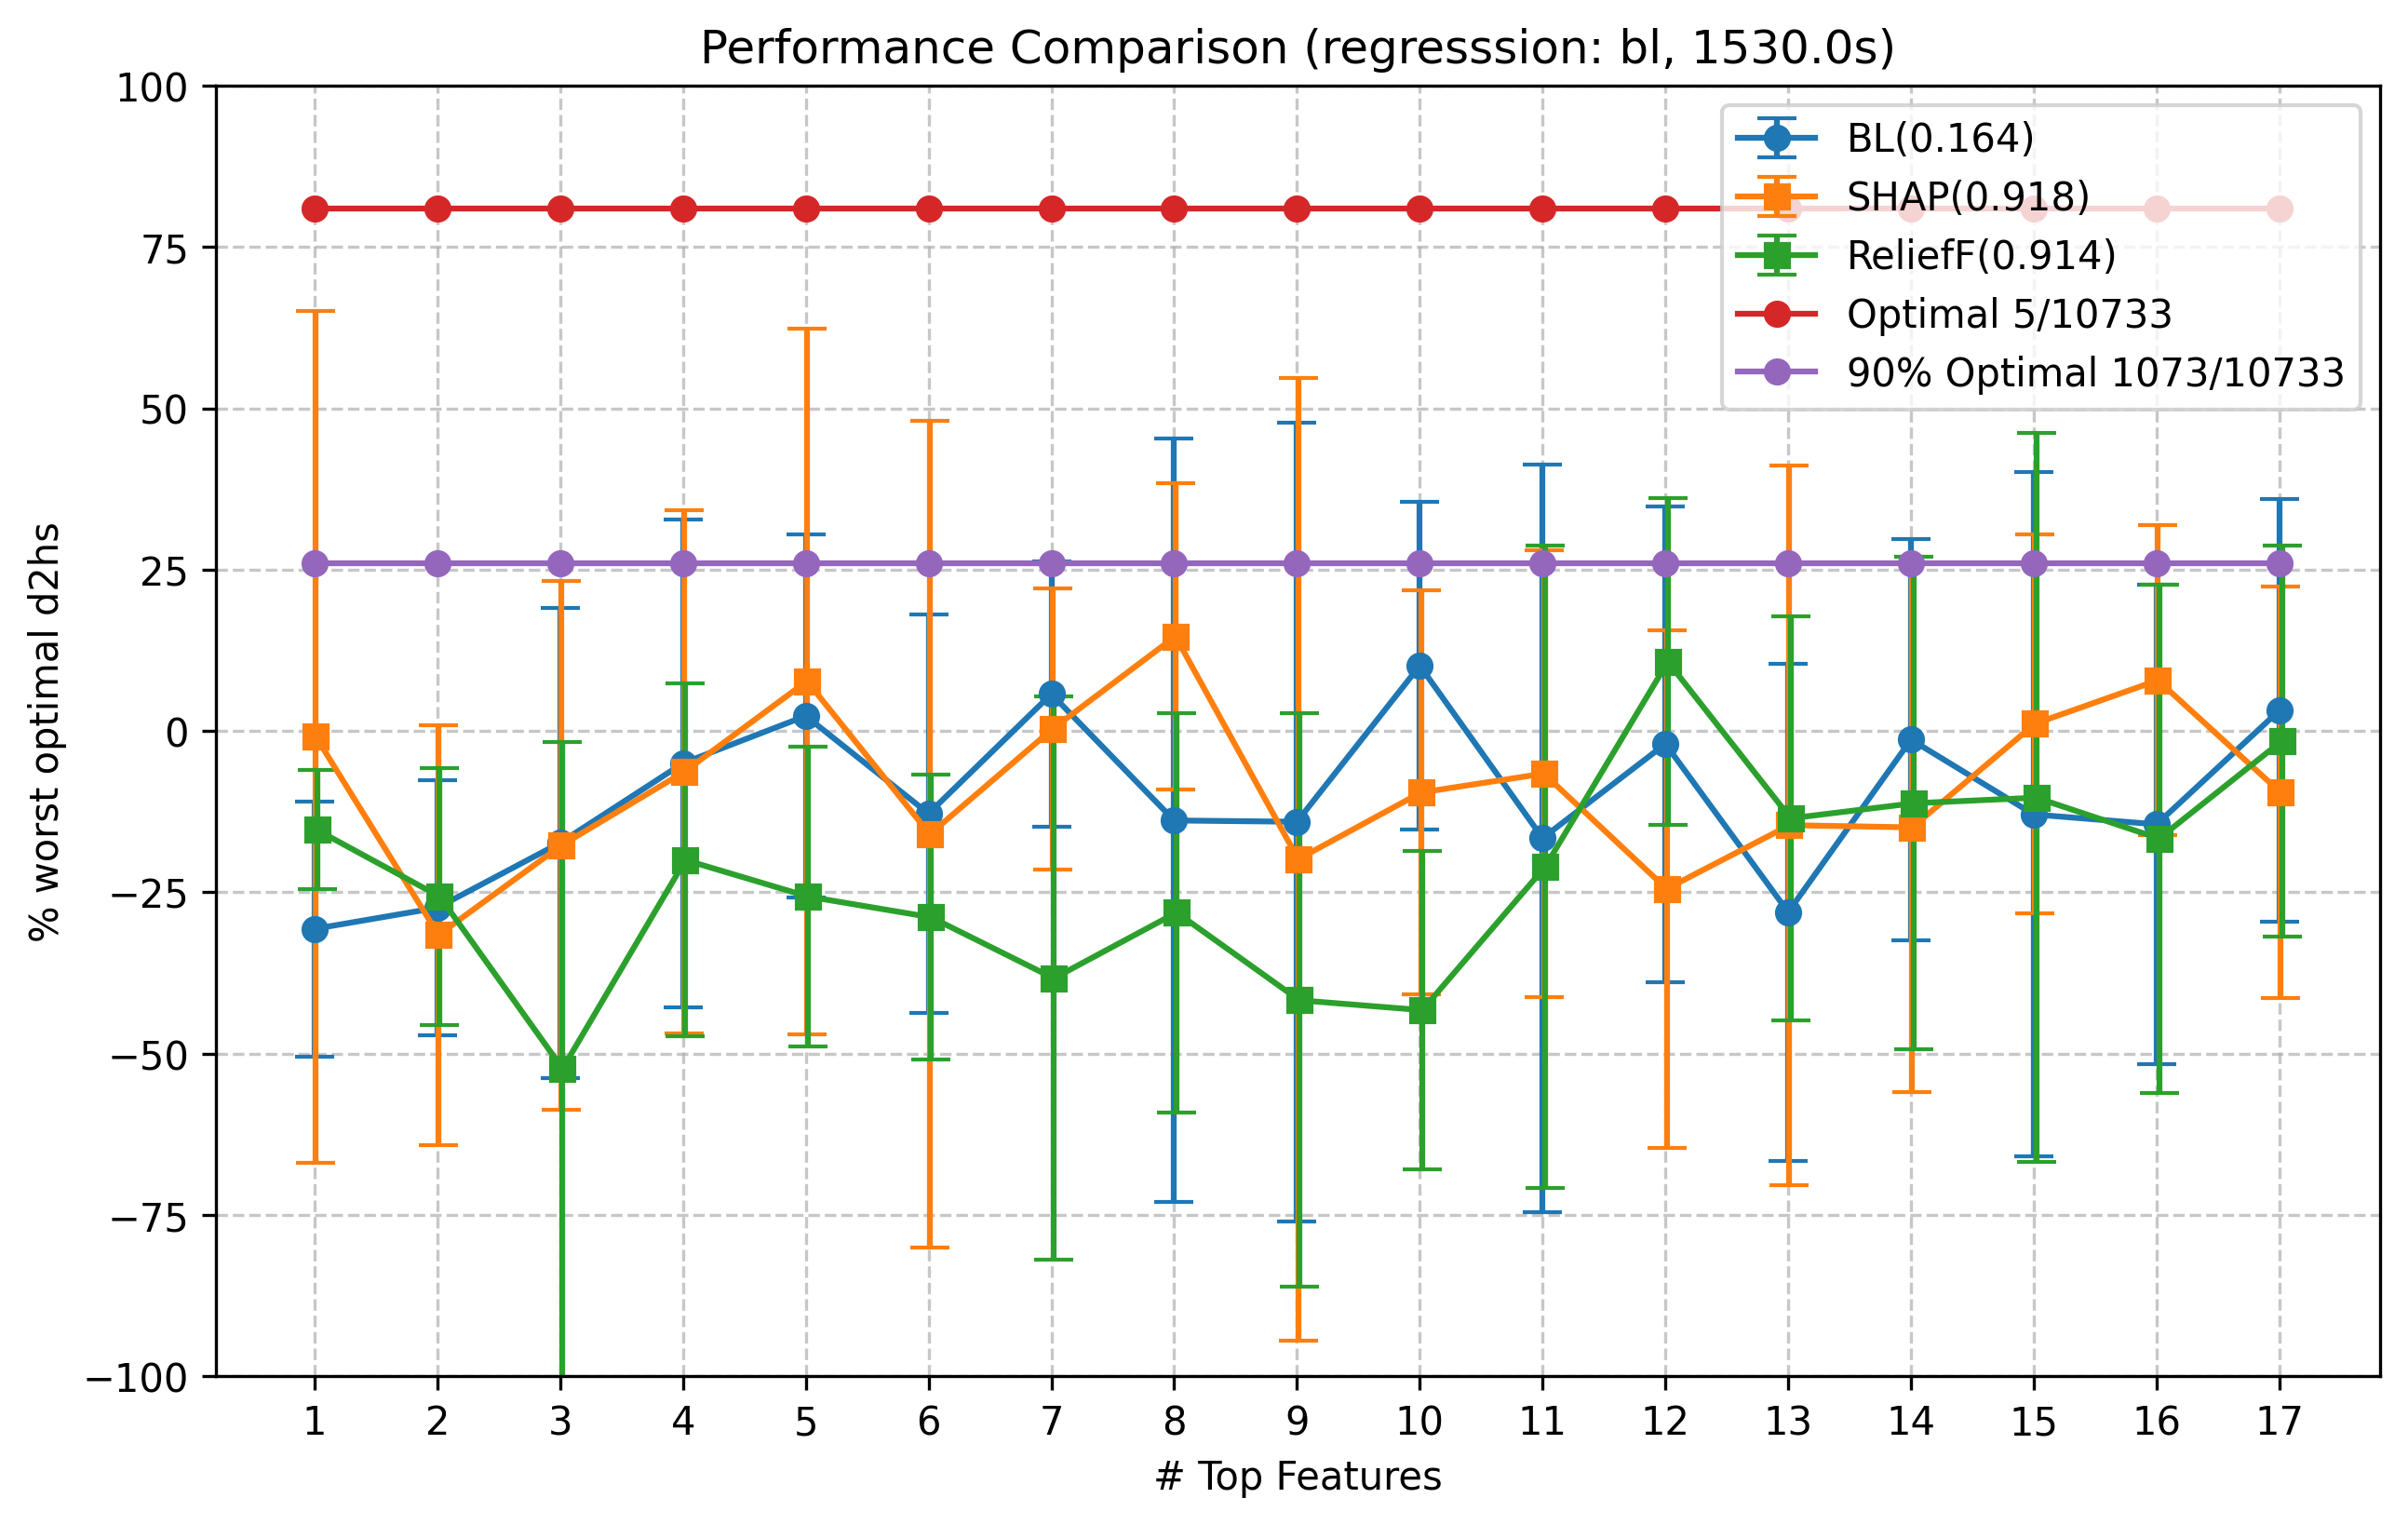 Performance Comparison (regresssion: bl, 1530.0s)
% worst optimal d2hs
100
75
50
25
0
−25
−50
−75
−100
BL(0.164)
SHAP(0.918)
ReliefF(0.914)
Optimal 5/10733
90% Optimal 1073/10733
1 2 3 4 5 6 7 8 9 10 11 12 13 14 15 16 17
# Top Features